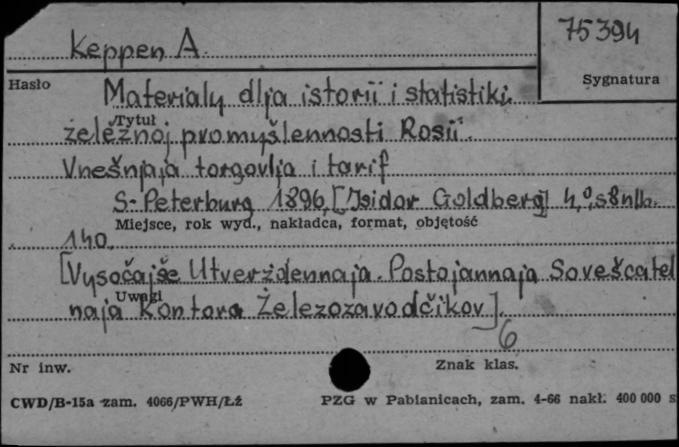 75394
Keppen A.
Hasło
Sygnatura
Materialy dlja istorii i statistiki
Tytuł
železnoj promyšlennosti Rosii.
Vnešnjaja torgovlja i tarif
S-Peterburg 1896, [Isidor Goldberg] 4,° s 8 nlb.
Miejsce, rok wyd., nakładca, format, objętość
140.
[Vysočajše Utverždennaja Postojannaja Soveščatel
Uwagi
naja Kontora Železozavodčikov].
6
Nr inw.
Znak klas.
CWD/B-15a zam. 4066/PWH/Łź
PZG w Pabianicach, zam. 4-66 nakł. 400 000 s